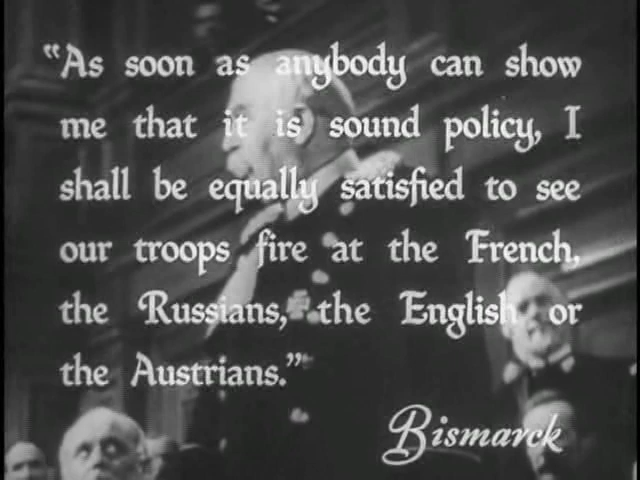 “As soon as anybody can show
me that it is sound policy, I
shall be equally satisfied to see
our troops fire at the French,
the Russians, the English or
the Austrians.”
Bismarck